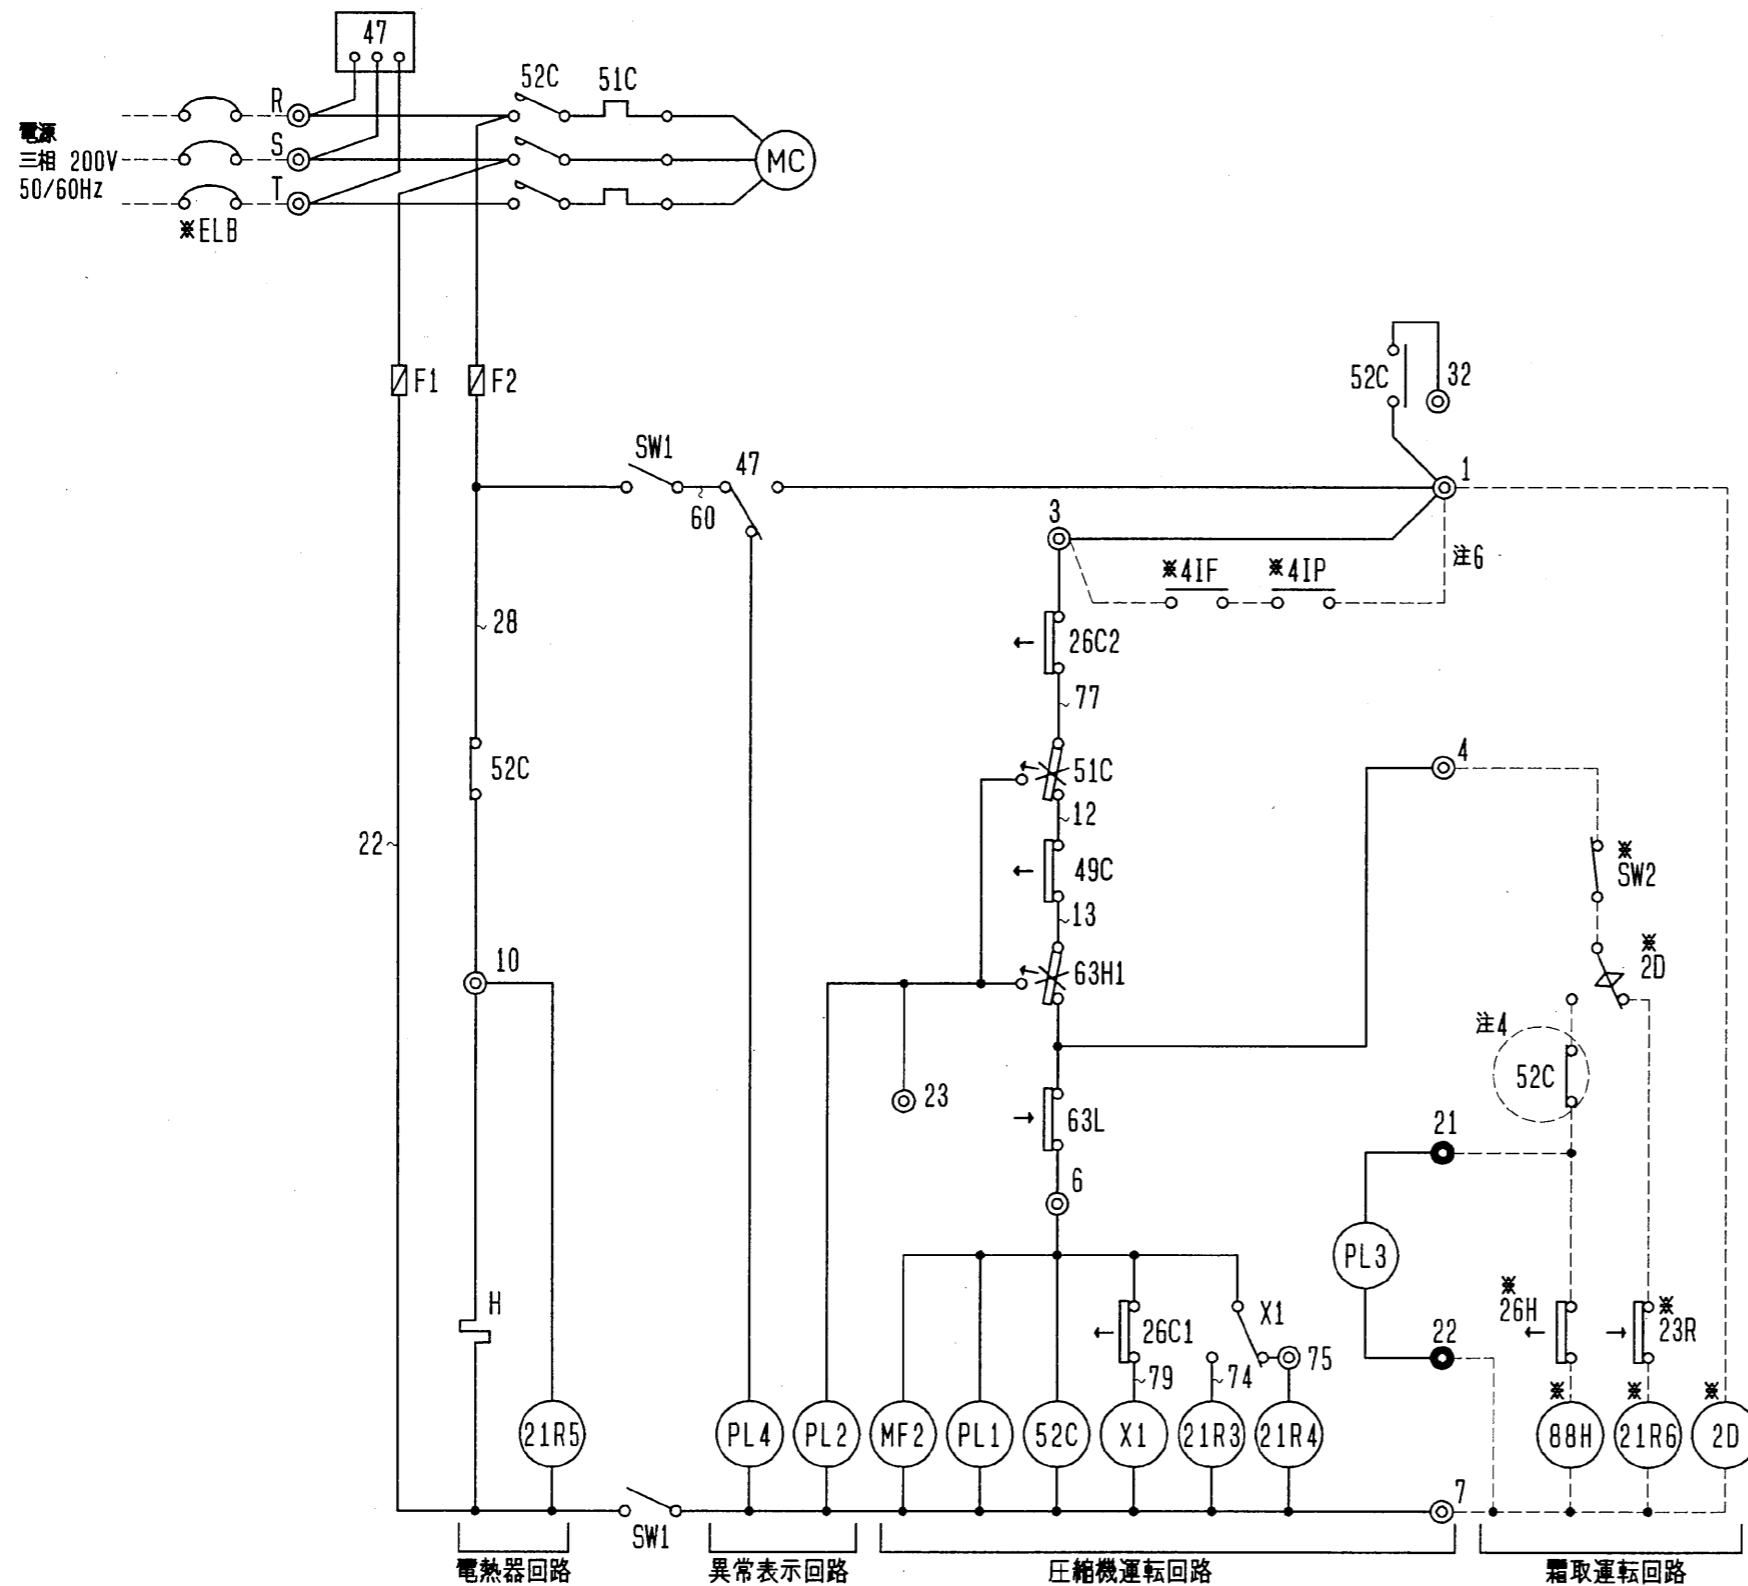 47
52C
51C
R
電源
三相 200V
50/60Hz
S
MC
T
※ELB
F1
F2
52C
32
SW1
47
1
60
3
注6
※4IF
※4IP
28
26C2
77
4
52C
51C
12
22
49C
※
SW2
13
10
63H1
※
2D
注4
23
52C
63L
21
6
PL3
H
26C1
X1
22
※
26H
※
23R
75
79
74
※
※
※
21R5
PL4
PL2
MF2
PL1
52C
X1
21R3
21R4
88H
21R6
2D
7
SW1
電熱器回路
異常表示回路
圧縮機運転回路
霜取運転回路